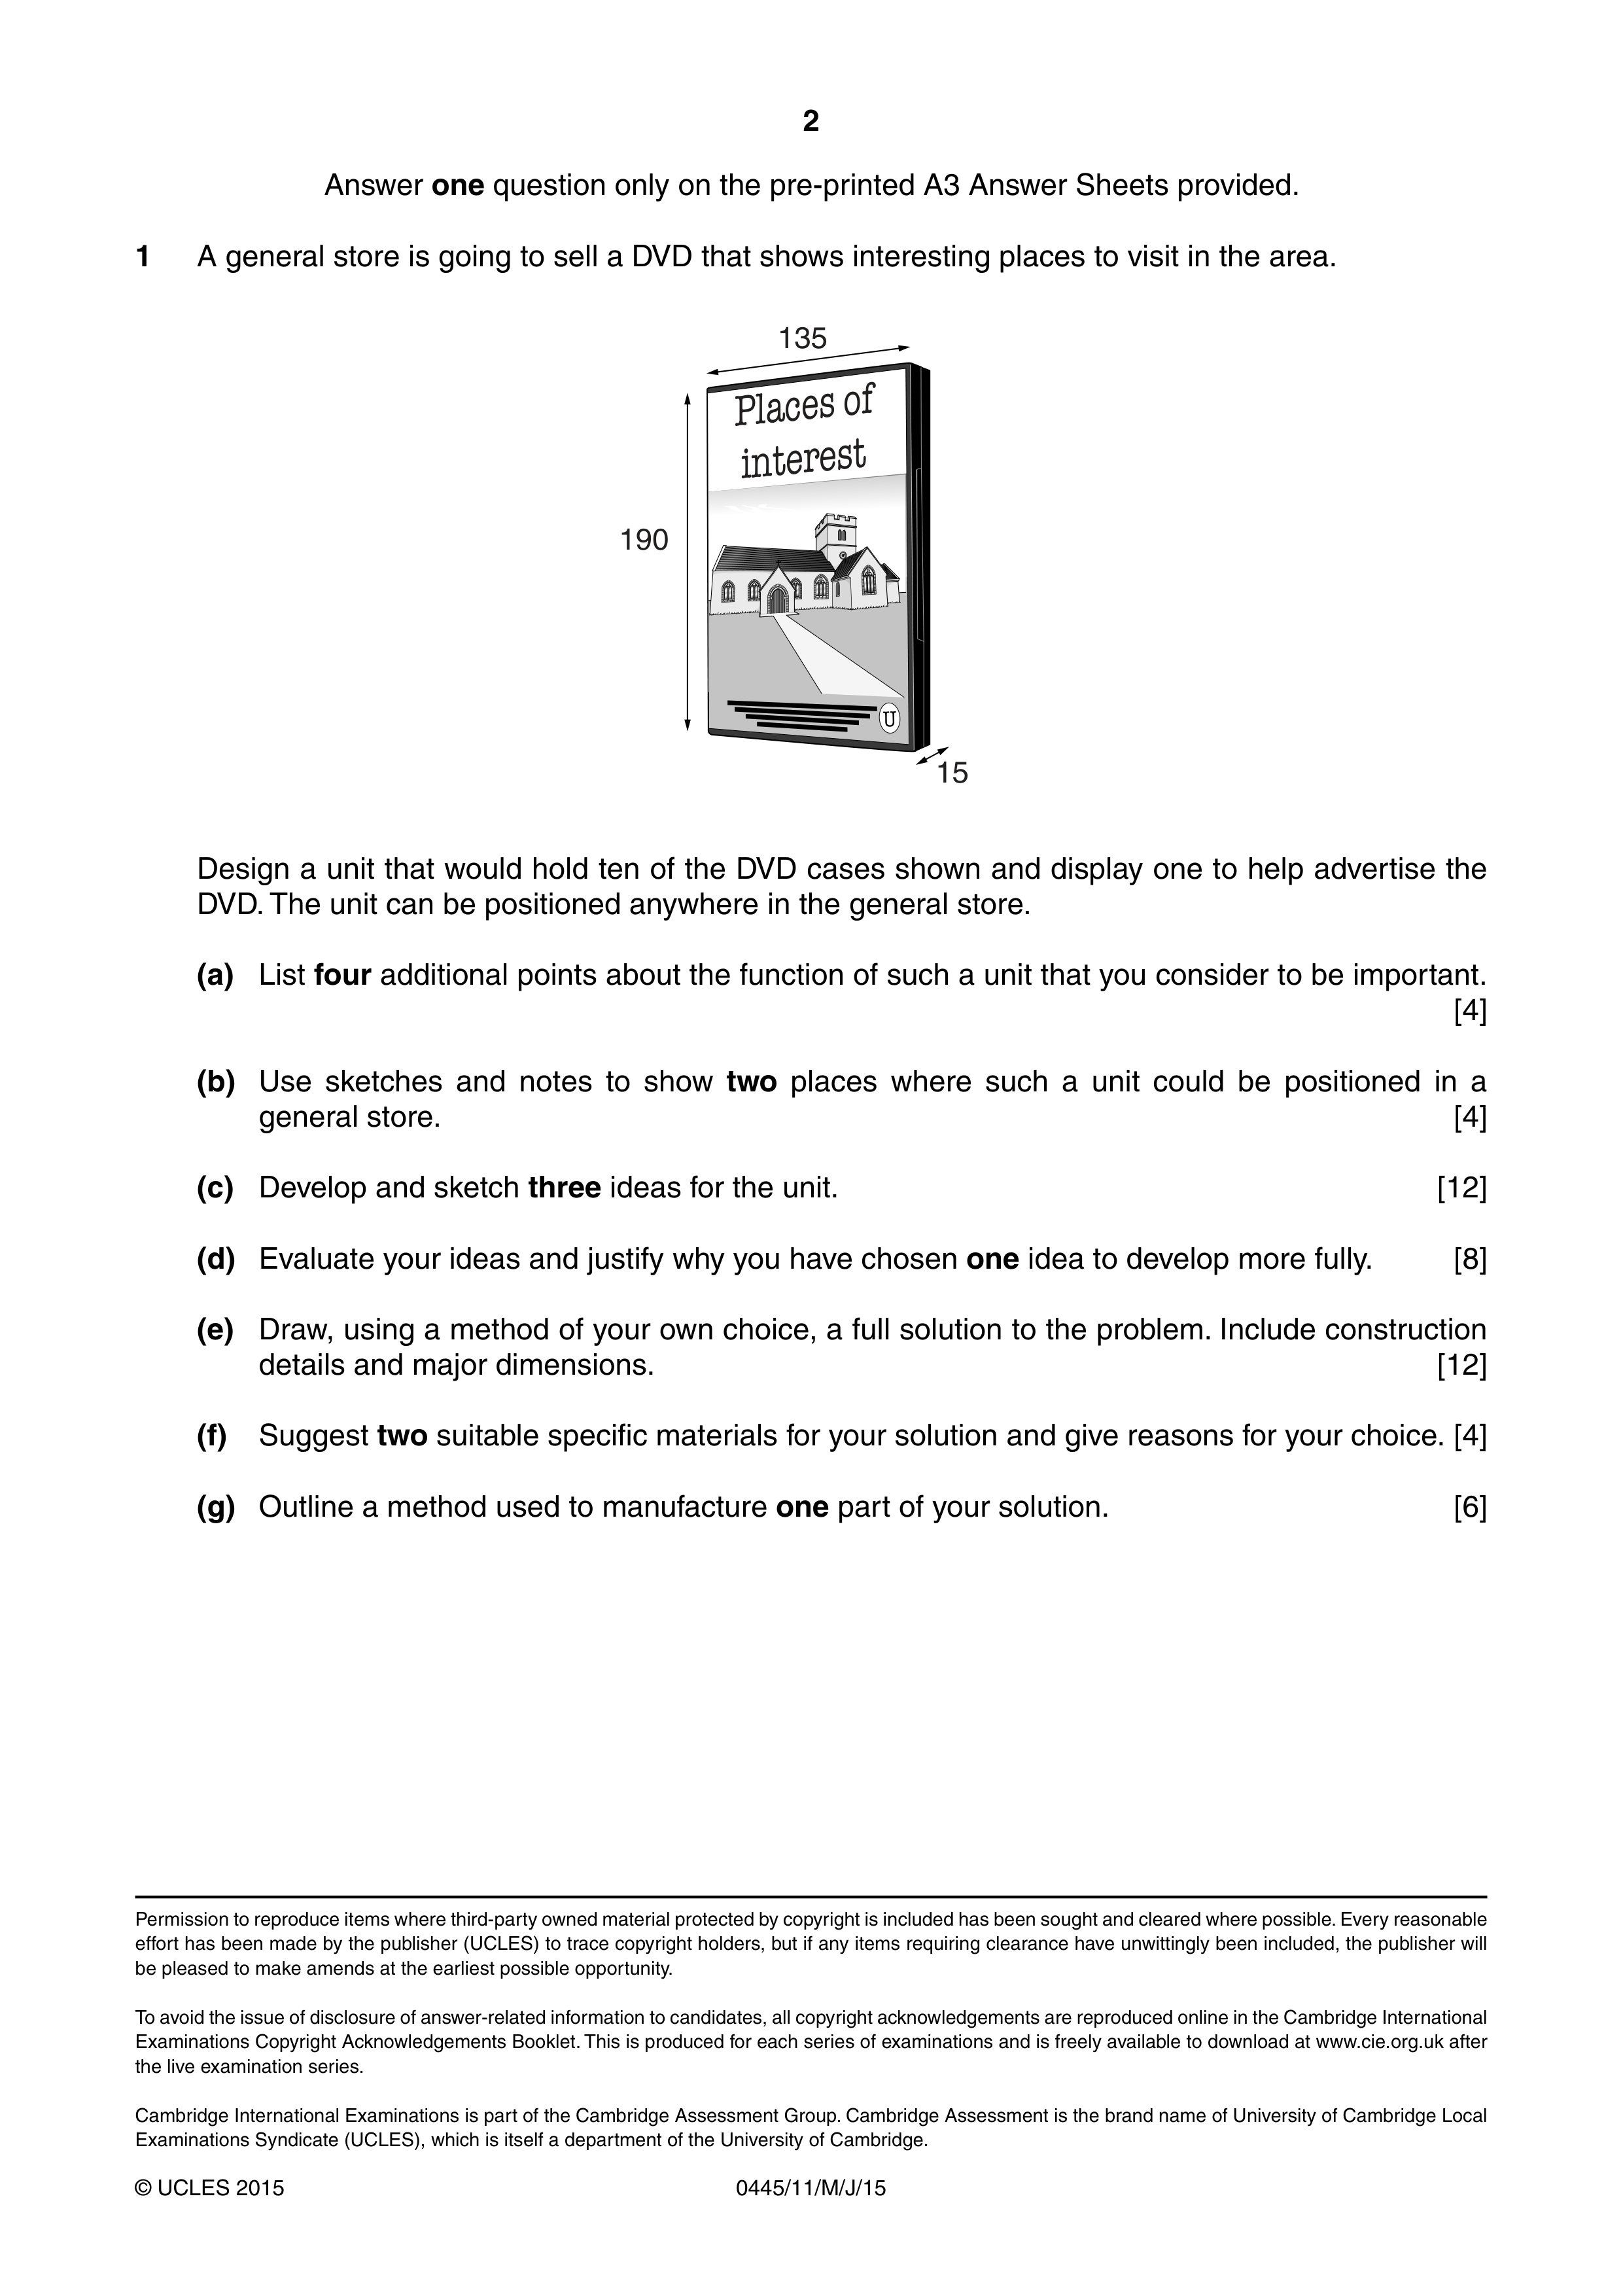 2
Answer one question only on the pre-printed A3 Answer Sheets provided.
1 A general store is going to sell a DVD that shows interesting places to visit in the area.
135
Places of
interest
190
U
15
Design a unit that would hold ten of the DVD cases shown and display one to help advertise the
DVD. The unit can be positioned anywhere in the general store.
(a) List four additional points about the function of such a unit that you consider to be important.
[4]
(b) Use sketches and notes to show two places where such a unit could be positioned in a
general store. [4]
(c) Develop and sketch three ideas for the unit. [12]
(d) Evaluate your ideas and justify why you have chosen one idea to develop more fully. [8]
(e) Draw, using a method of your own choice, a full solution to the problem. Include construction
details and major dimensions. [12]
(f) Suggest two suitable specific materials for your solution and give reasons for your choice. [4]
(g) Outline a method used to manufacture one part of your solution. [6]
Permission to reproduce items where third-party owned material protected by copyright is included has been sought and cleared where possible. Every reasonable
effort has been made by the publisher (UCLES) to trace copyright holders, but if any items requiring clearance have unwittingly been included, the publisher will
be pleased to make amends at the earliest possible opportunity.
To avoid the issue of disclosure of answer-related information to candidates, all copyright acknowledgements are reproduced online in the Cambridge International
Examinations Copyright Acknowledgements Booklet. This is produced for each series of examinations and is freely available to download at www.cie.org.uk after
the live examination series.
Cambridge International Examinations is part of the Cambridge Assessment Group. Cambridge Assessment is the brand name of University of Cambridge Local
Examinations Syndicate (UCLES), which is itself a department of the University of Cambridge.
© UCLES 2015 0445/11/M/J/15